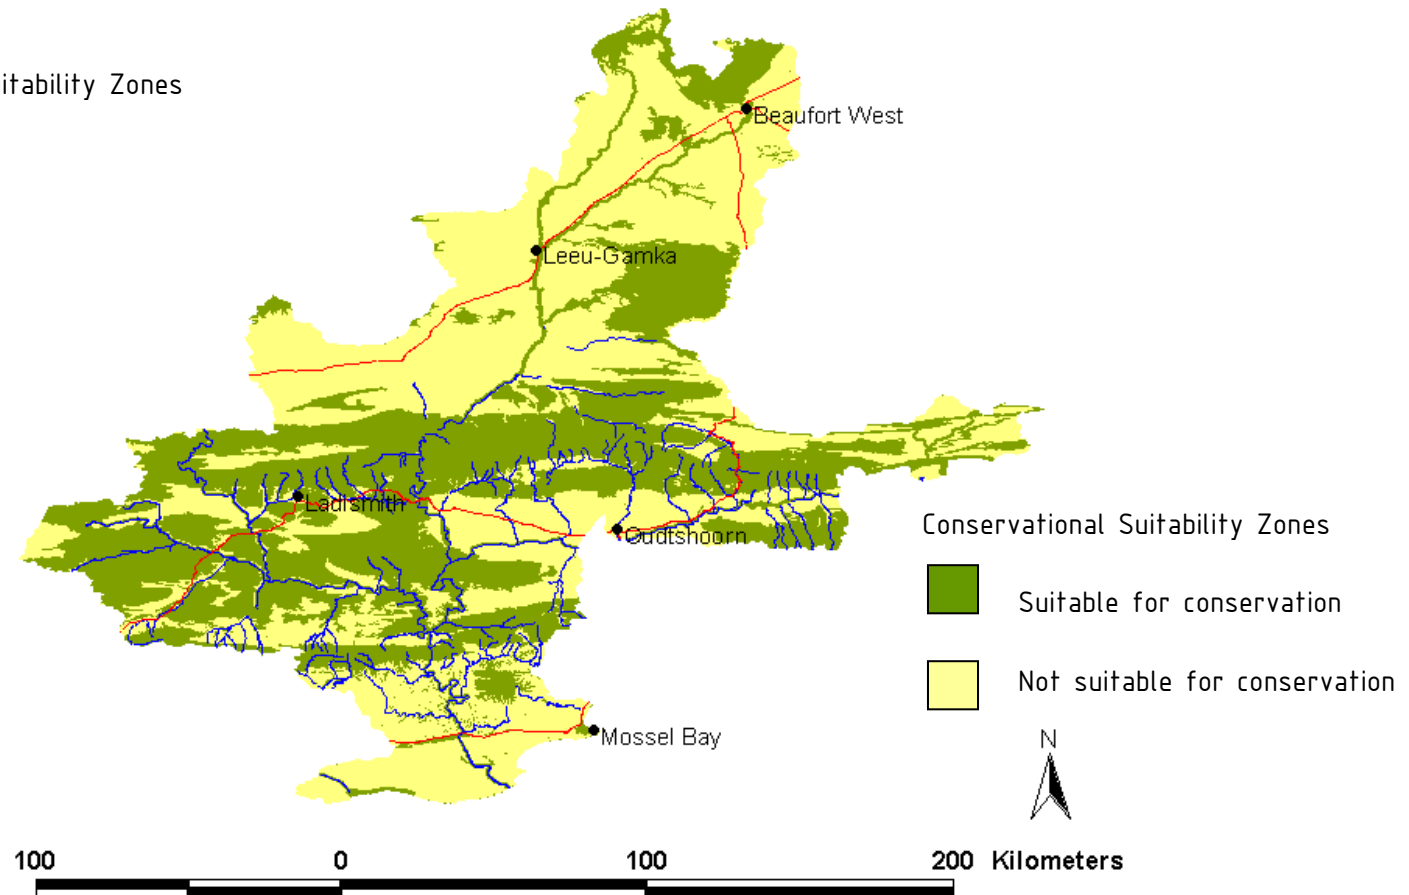 itability Zones
Beaufort West
Leeu-Gamka
Ladismith
Oudtshoorn
Mossel Bay
Conservational Suitability Zones
Suitable for conservation
Not suitable for conservation
N
100 0 100 200 Kilometers